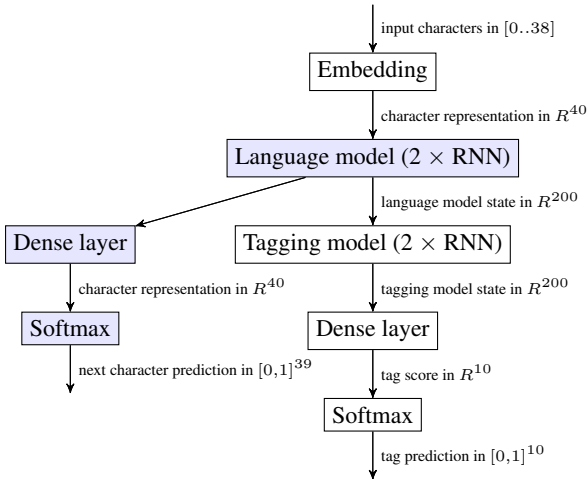 input characters in [0..38]
Embedding
character representation in R^40
Language model (2 × RNN)
language model state in R^200
Dense layer
Tagging model (2 × RNN)
character representation in R^40
tagging model state in R^200
Softmax
Dense layer
next character prediction in [0,1]^39
tag score in R^10
Softmax
tag prediction in [0,1]^10